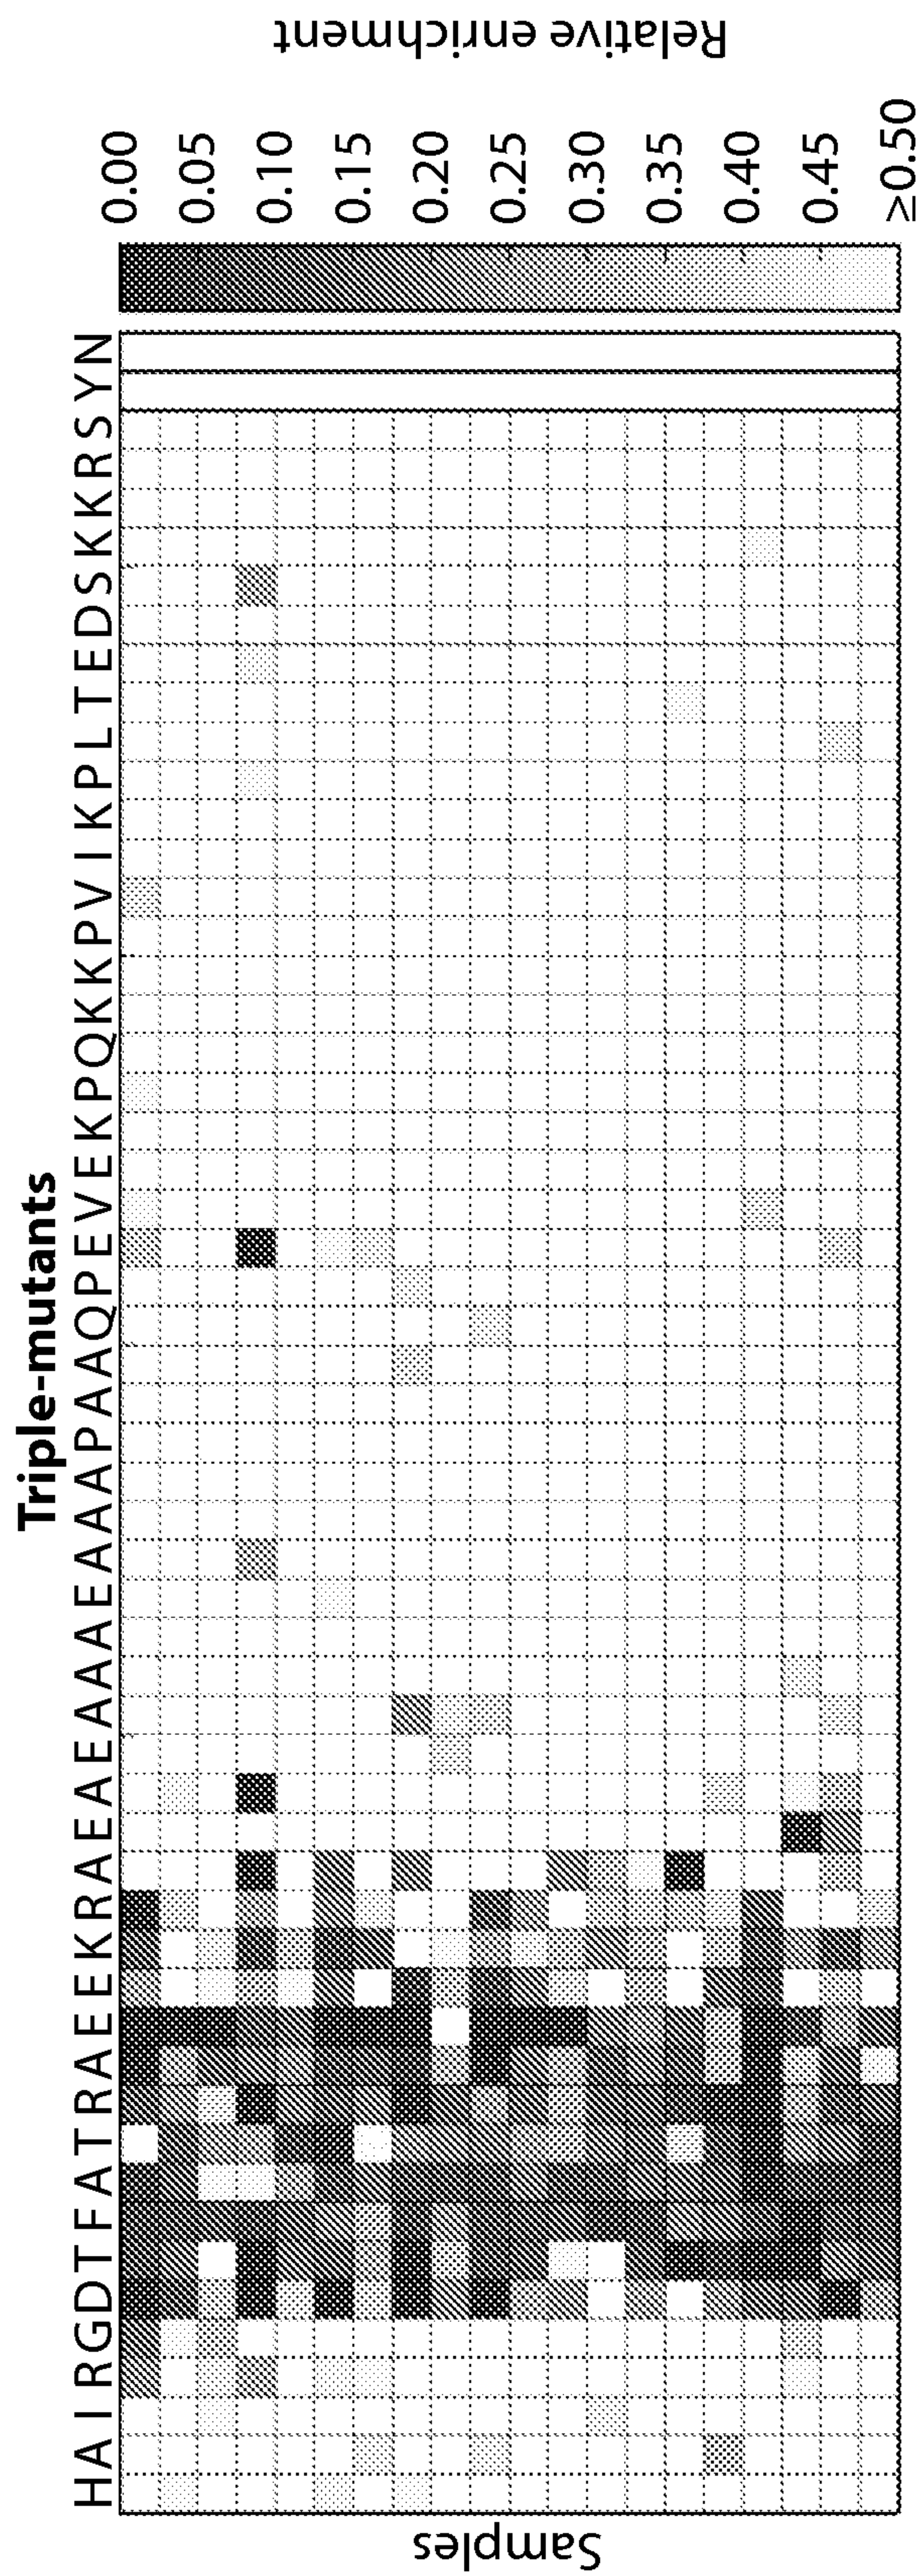 Triple-mutants
H A I R G D T F A T R A E E K R A E A E A A A E A A A P A A Q P E V E K P Q K K P V I K P L T E D S K K R S Y N
Samples
0.00
0.05
0.10
0.15
0.20
0.25
0.30
0.35
0.40
0.45
≥0.50
Relative enrichment